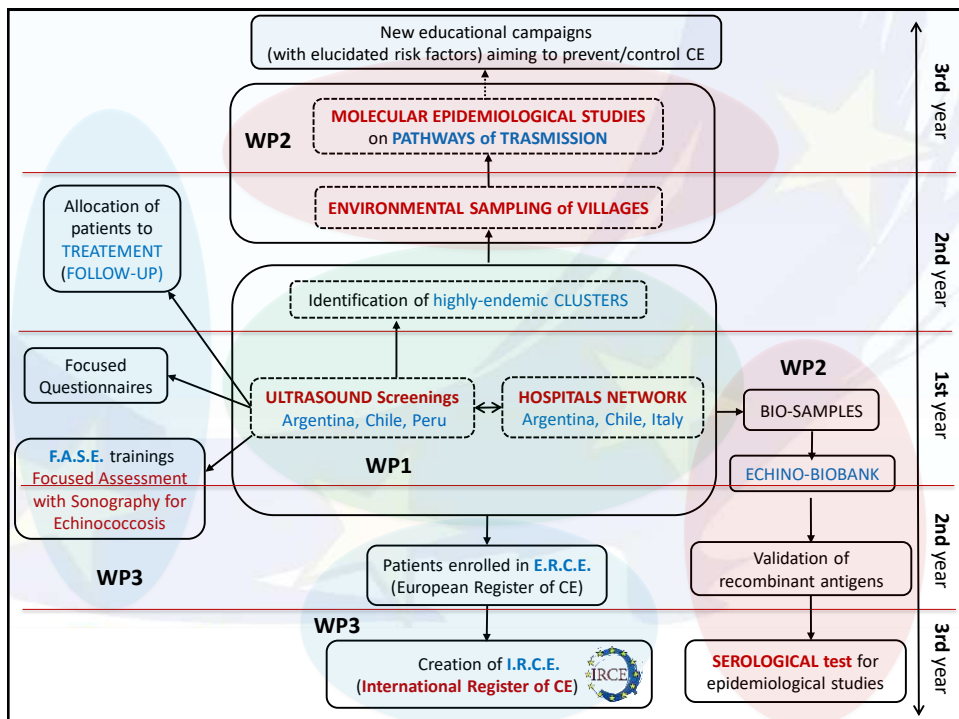 New educational campaigns
(with elucidated risk factors) aiming to prevent/control CE
3rd year
MOLECULAR EPIDEMIOLOGICAL STUDIES
on PATHWAYS of TRASMISSION
WP2
ENVIRONMENTAL SAMPLING of VILLAGES
Allocation of
patients to
TREATEMENT
(FOLLOW-UP)
2nd year
Identification of highly-endemic CLUSTERS
Focused
Questionnaires
ULTRASOUND Screenings
Argentina, Chile, Peru
HOSPITALS NETWORK
Argentina, Chile, Italy
WP1
WP2
BIO-SAMPLES
1st year
F.A.S.E. trainings
Focused Assessment
with Sonography for
Echinococcosis
ECHINO-BIOBANK
WP3
Patients enrolled in E.R.C.E.
(European Register of CE)
Validation of
recombinant antigens
2nd year
WP3
Creation of I.R.C.E.
(International Register of CE)
IRCE
SEROLOGICAL test for
epidemiological studies
3rd year